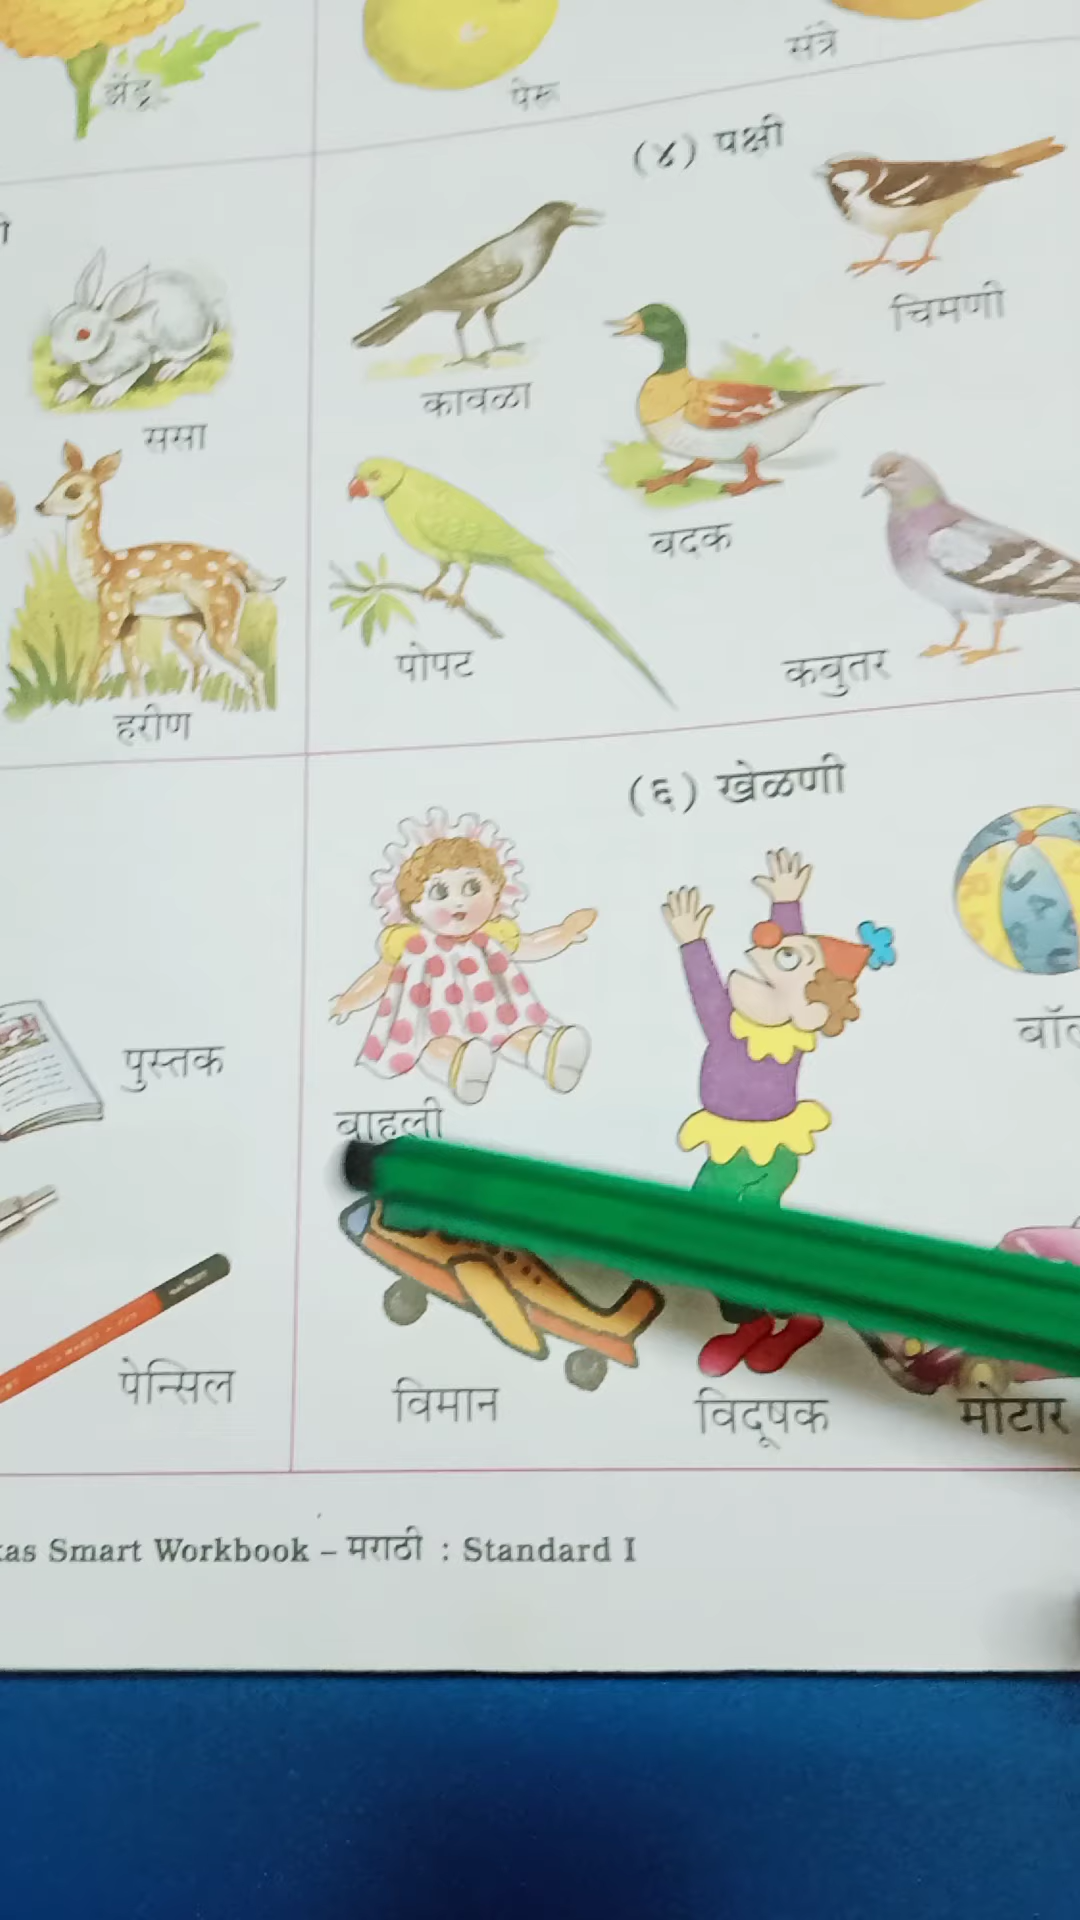 झेंडू
पेरू
संत्रे
(४) पक्षी
ससा
कावळा
चिमणी
बदक
हरीण
पोपट
कबुतर
(६) खेळणी
पुस्तक
बाहुली
पेन्सिल
विमान
विदूषक
मोटार
Smart Workbook – मराठी : Standard I